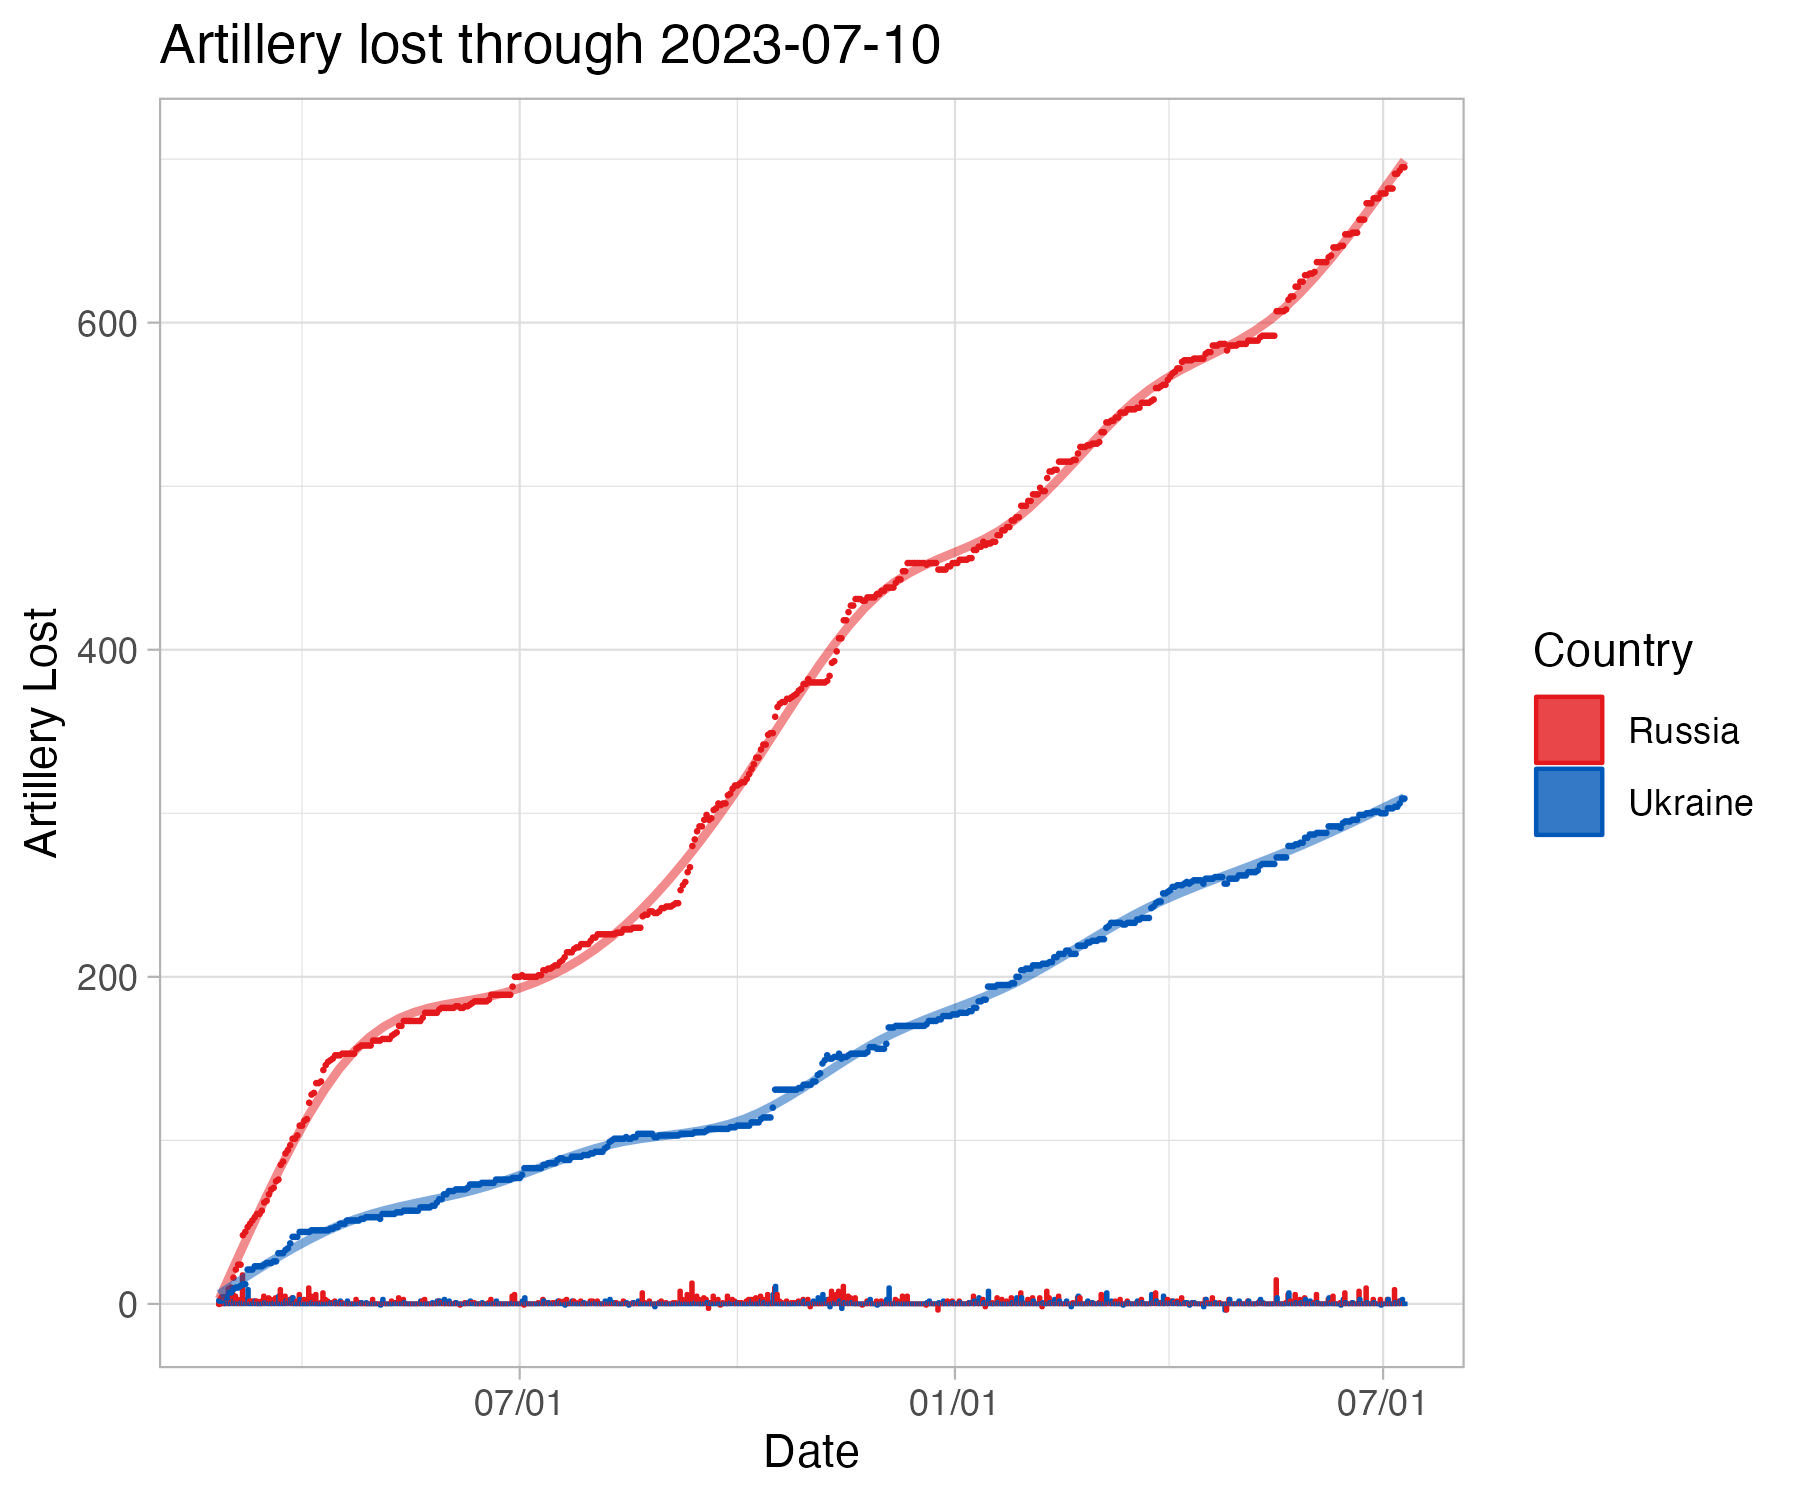 Artillery lost through 2023-07-10
Artillery Lost
600
400
200
0
07/01
01/01
07/01
Date
Country
Russia
Ukraine